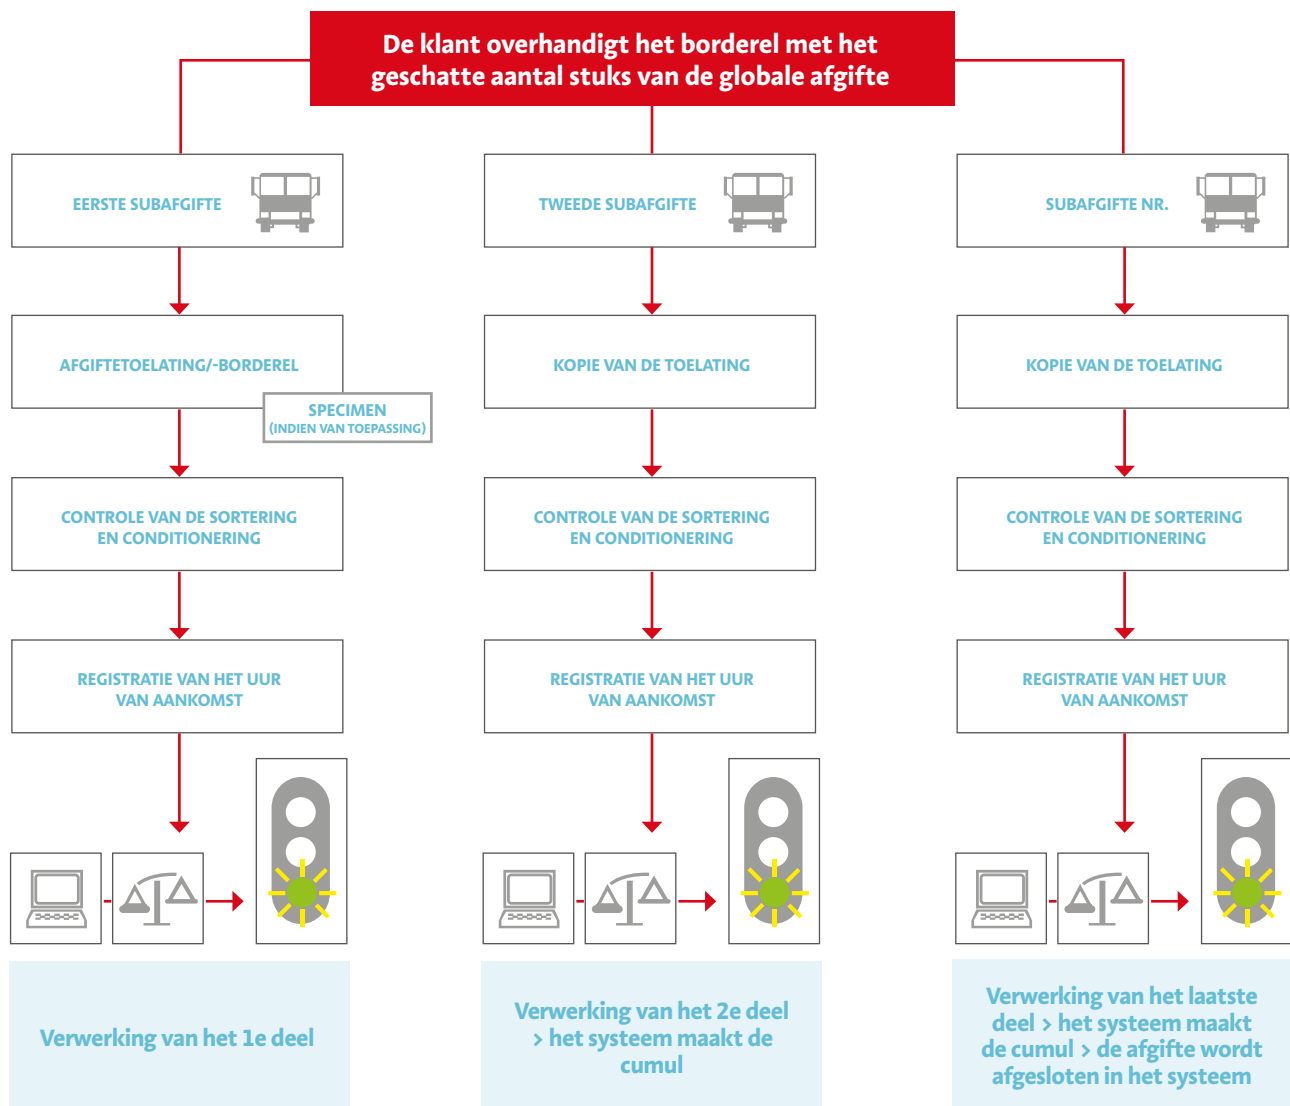 De klant overhandigt het borderel met het
geschatte aantal stuks van de globale afgifte
EERSTE SUBAFGIFTE
TWEEDE SUBAFGIFTE
SUBAFGIFTE NR.
AFGIFTETOELATING/-BORDEREL
SPECIMEN
(INDIEN VAN TOEPASSING)
KOPIE VAN DE TOELATING
KOPIE VAN DE TOELATING
CONTROLE VAN DE SORTERING
EN CONDITIONERING
CONTROLE VAN DE SORTERING
EN CONDITIONERING
CONTROLE VAN DE SORTERING
EN CONDITIONERING
REGISTRATIE VAN HET UUR
VAN AANKOMST
REGISTRATIE VAN HET UUR
VAN AANKOMST
REGISTRATIE VAN HET UUR
VAN AANKOMST
Verwerking van het 1e deel
Verwerking van het 2e deel
> het systeem maakt de
cumul
Verwerking van het laatste
deel > het systeem maakt
de cumul > de afgifte wordt
afgesloten in het systeem